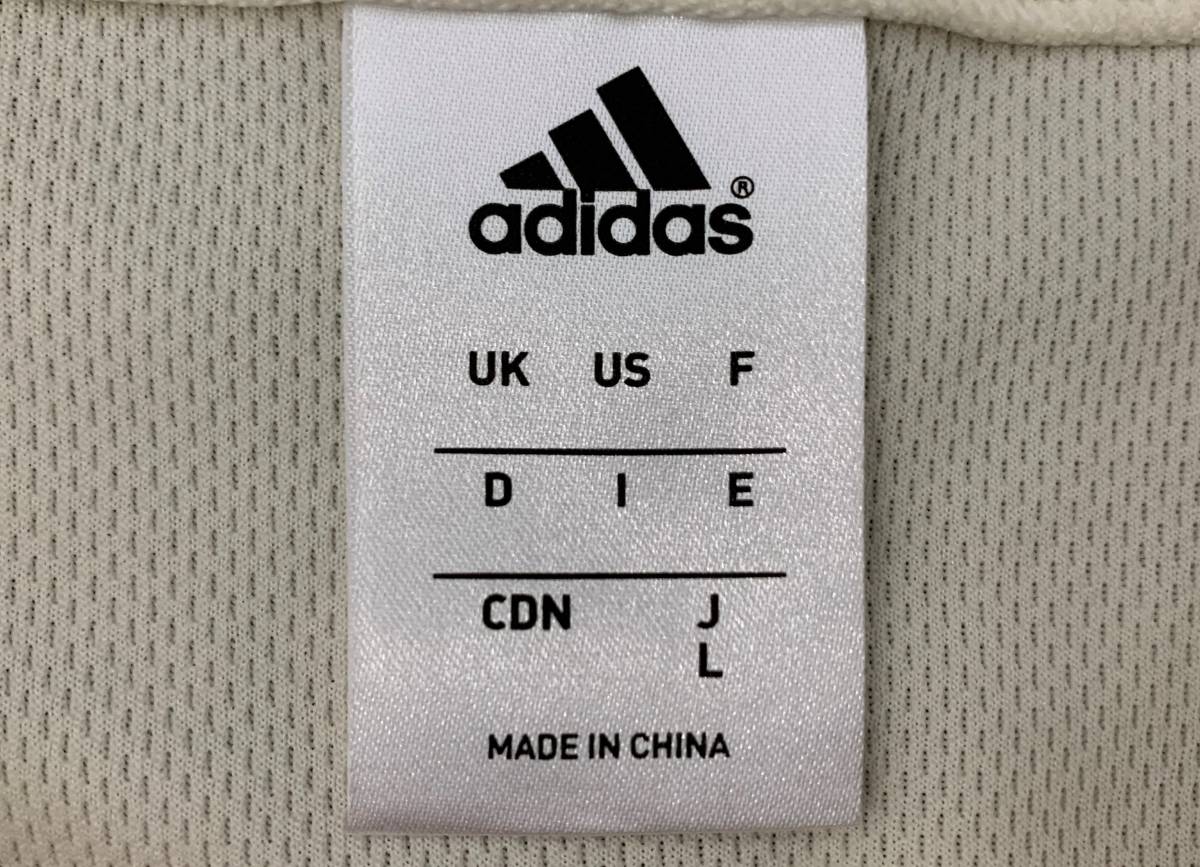 adidas®
UK US F
D I E
CDN J
L
MADE IN CHINA